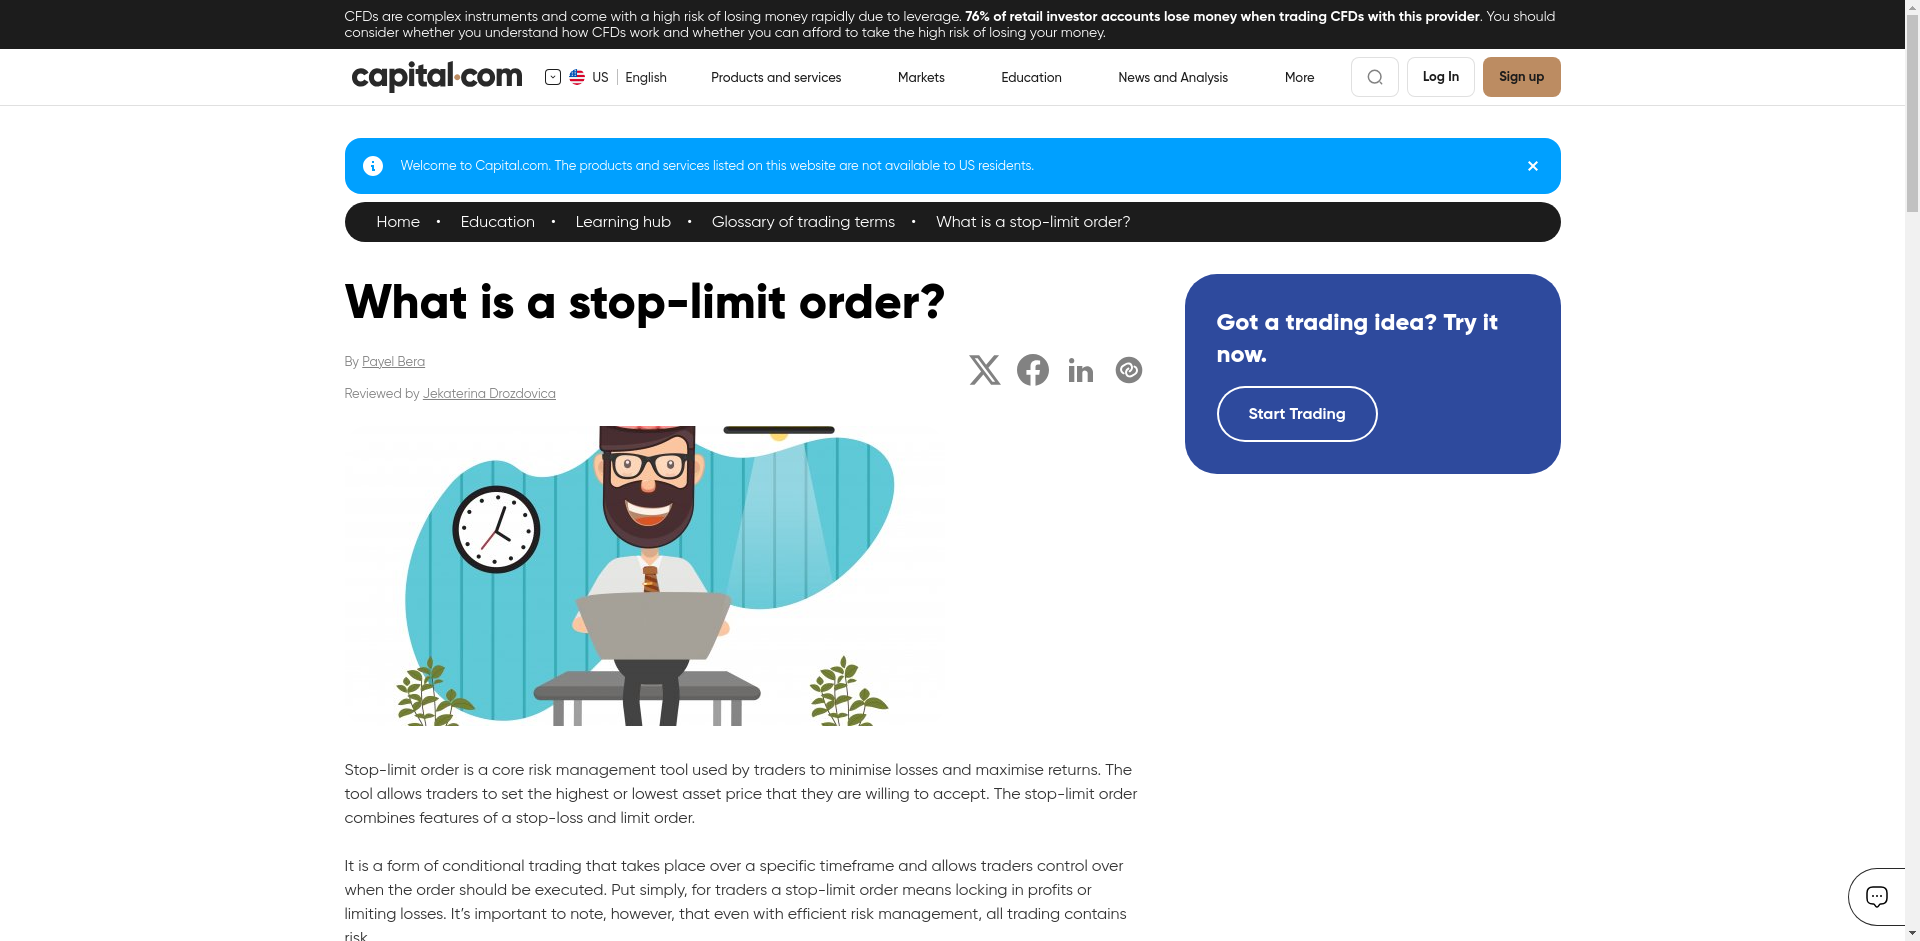 CFDs are complex instruments and come with a high risk of losing money rapidly due to leverage. 76% of retail investor accounts lose money when trading CFDs with this provider. You should
consider whether you understand how CFDs work and whether you can afford to take the high risk of losing your money.
capital.com
US
English
Products and services
Markets
Education
News and Analysis
More
Log In
Sign up
Welcome to Capital.com. The products and services listed on this website are not available to US residents.
Home • Education • Learning hub • Glossary of trading terms • What is a stop-limit order?
What is a stop-limit order?
By Payel Bera
Reviewed by Jekaterina Drozdovica
Got a trading idea? Try it
now.
Start Trading
Stop-limit order is a core risk management tool used by traders to minimise losses and maximise returns. The
tool allows traders to set the highest or lowest asset price that they are willing to accept. The stop-limit order
combines features of a stop-loss and limit order.
It is a form of conditional trading that takes place over a specific timeframe and allows traders control over
when the order should be executed. Put simply, for traders a stop-limit order means locking in profits or
limiting losses. It’s important to note, however, that even with efficient risk management, all trading contains
risk.